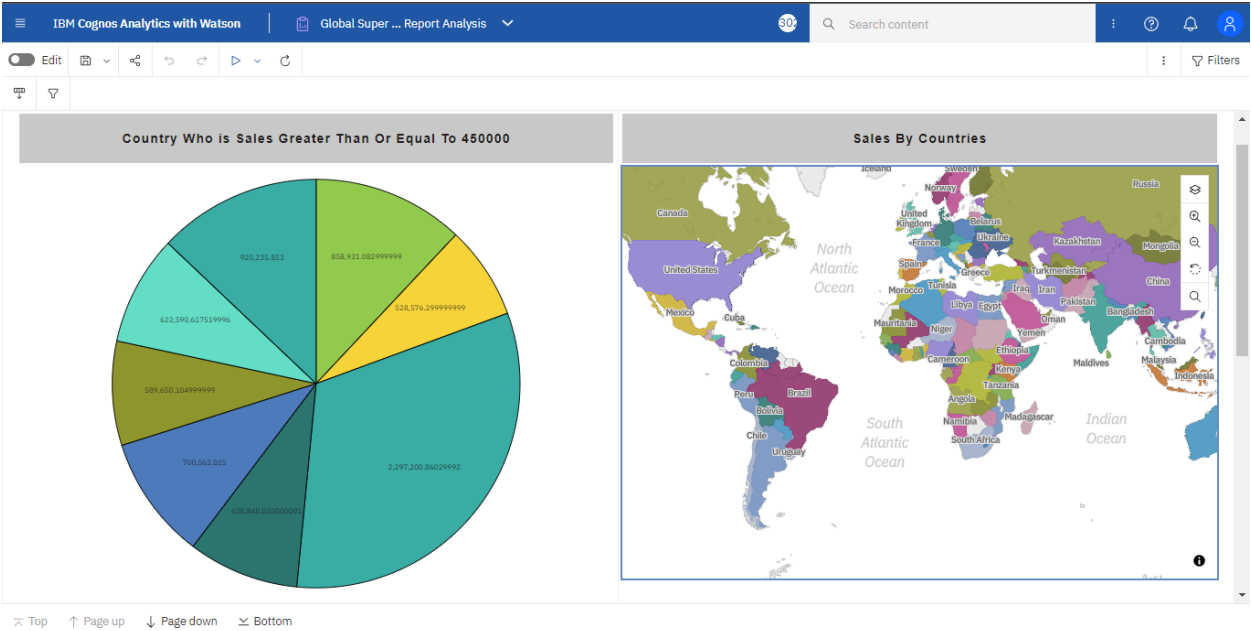 IBM Cognos Analytics with Watson
Global Super ... Report Analysis
302
Search content
Edit
Filters
Country Who is Sales Greater Than Or Equal To 450000
925,235.853
858,931.082999999
528,576.299999999
622,590.617519996
589,650.104999999
700,562.025
628,840.030500001
2,297,200.86039992
Sales By Countries
Iceland
Sweden
Norway
Russia
Canada
United
Kingdom
Belarus
Ukraine
France
Kazakhstan
Mongolia
North
Atlantic
Ocean
United States
Spain
Greece
Turkmenistan
China
Morocco
Tunisia
Iraq
Iran
Libya
Egypt
Pakistan
Mexico
Cuba
Bangladesh
Mauritania
Niger
Oman
Yemen
Cambodia
Ethiopia
Colombia
Cameroon
Maldives
Malaysia
Kenya
Indonesia
Peru
Brazil
Tanzania
Angola
Bolivia
Madagascar
Namibia
South
Atlantic
Ocean
Indian
Ocean
Chile
South Africa
Uruguay
Top
Page up
Page down
Bottom